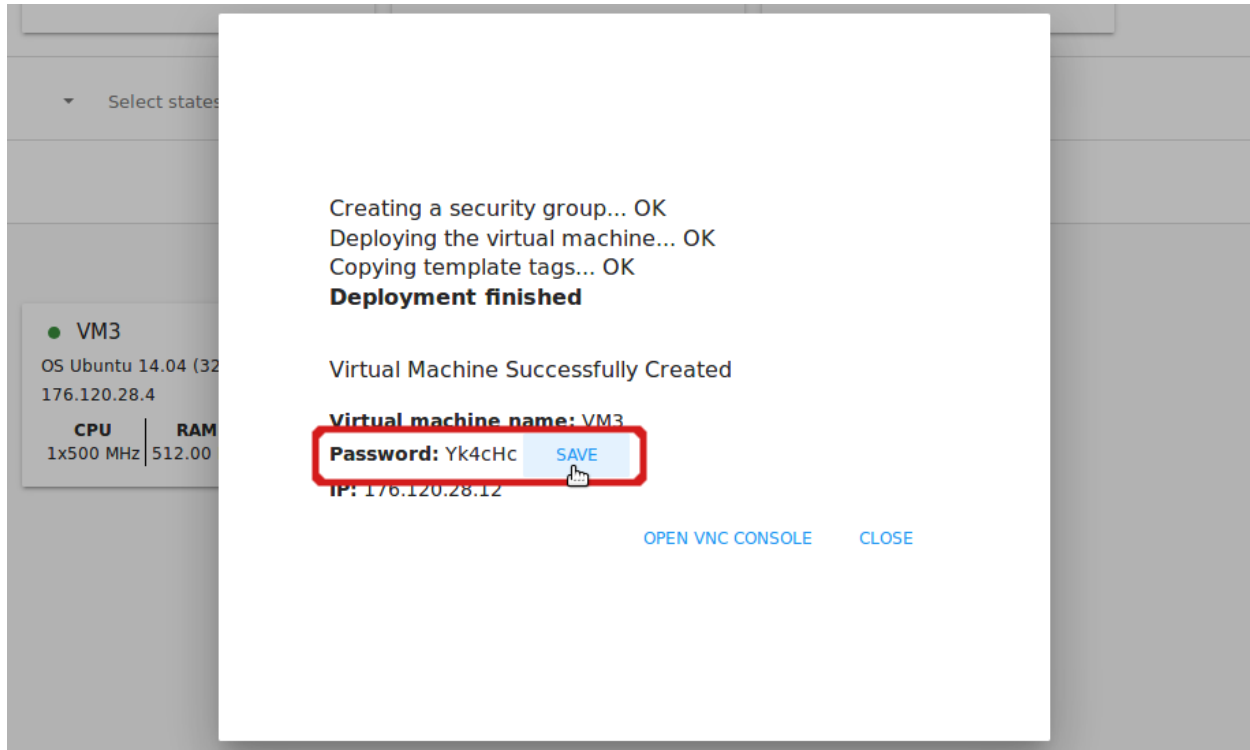 Select states
Creating a security group... OK
Deploying the virtual machine... OK
Copying template tags... OK
Deployment finished
VM3
OS Ubuntu 14.04 (32
176.120.28.4
CPU RAM
1x500 MHz 512.00
Virtual Machine Successfully Created
Virtual machine name: VM3
Password: Yk4cHc SAVE
IP: 176.120.28.12
OPEN VNC CONSOLE CLOSE